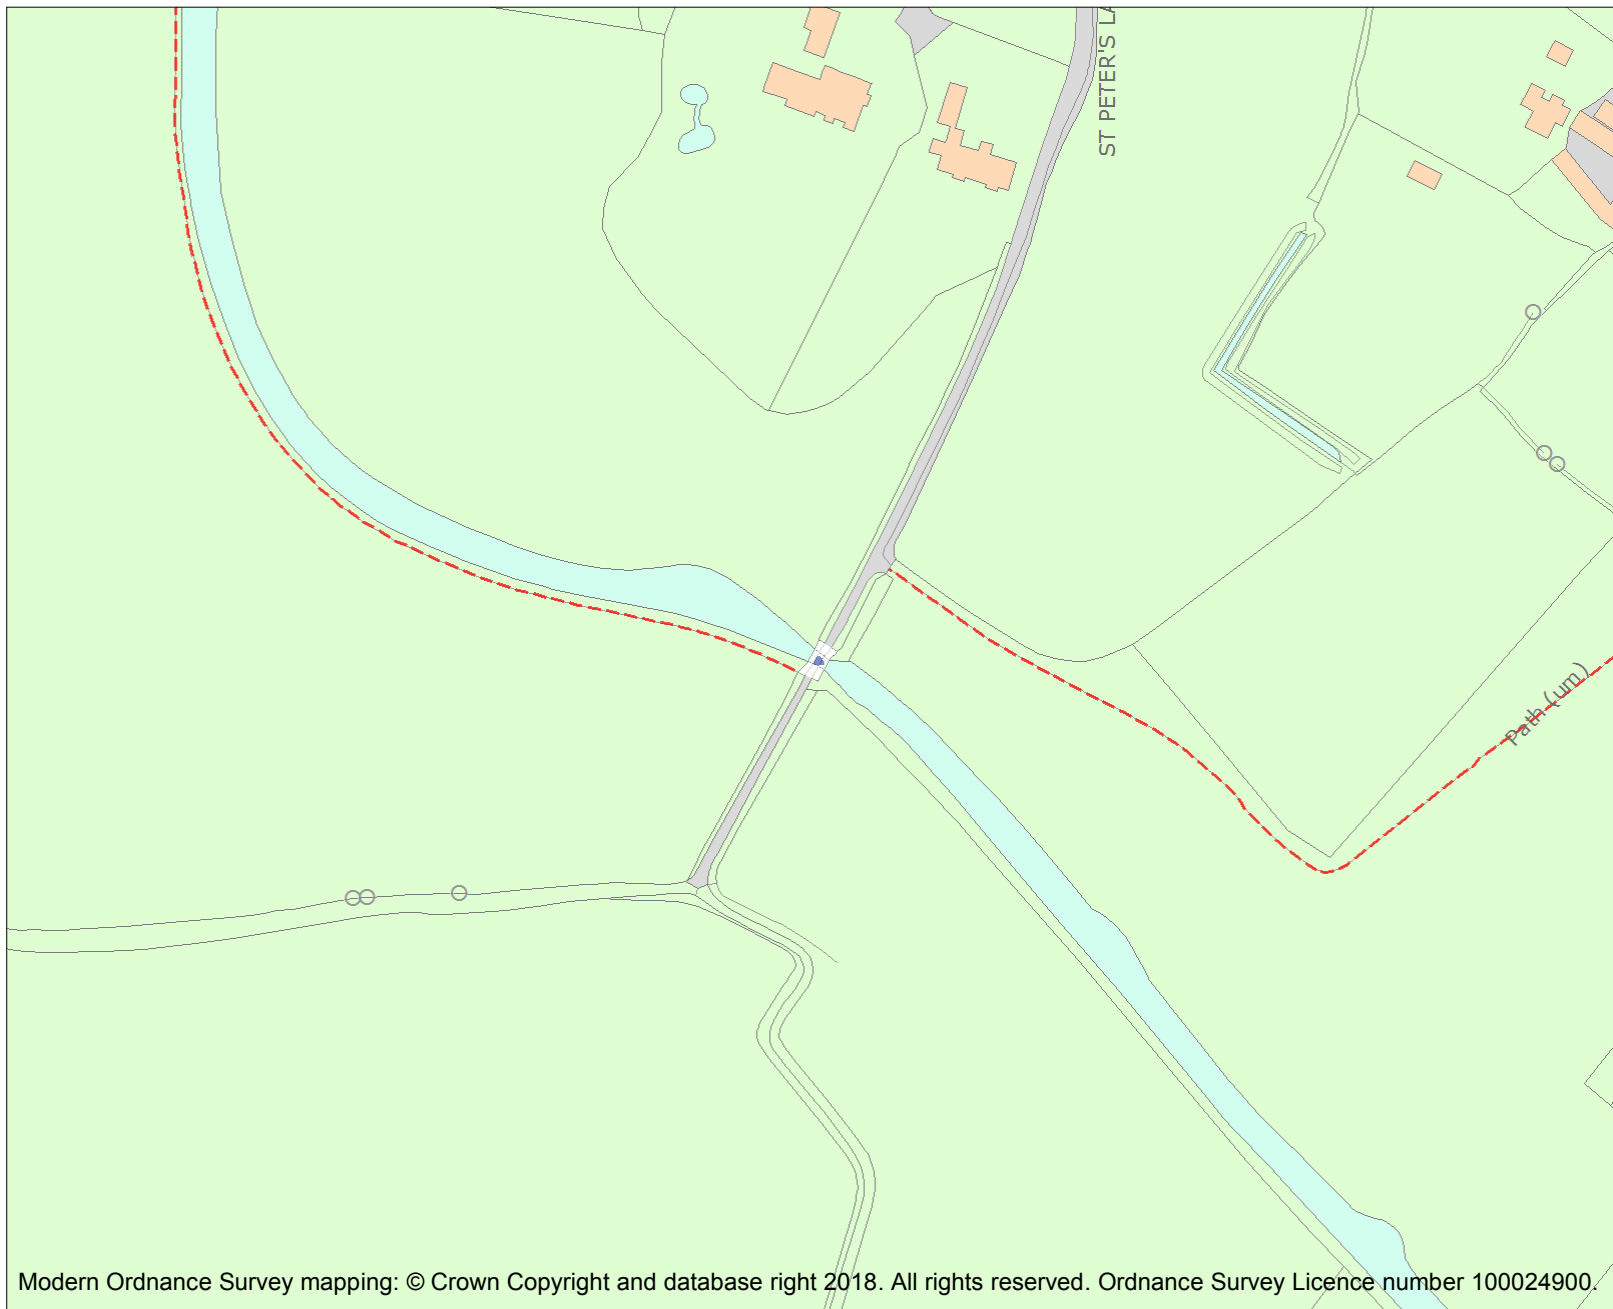 ST PETER'S LA
Path (um)
Modern Ordnance Survey mapping: © Crown Copyright and database right 2018. All rights reserved. Ordnance Survey Licence number 100024900.